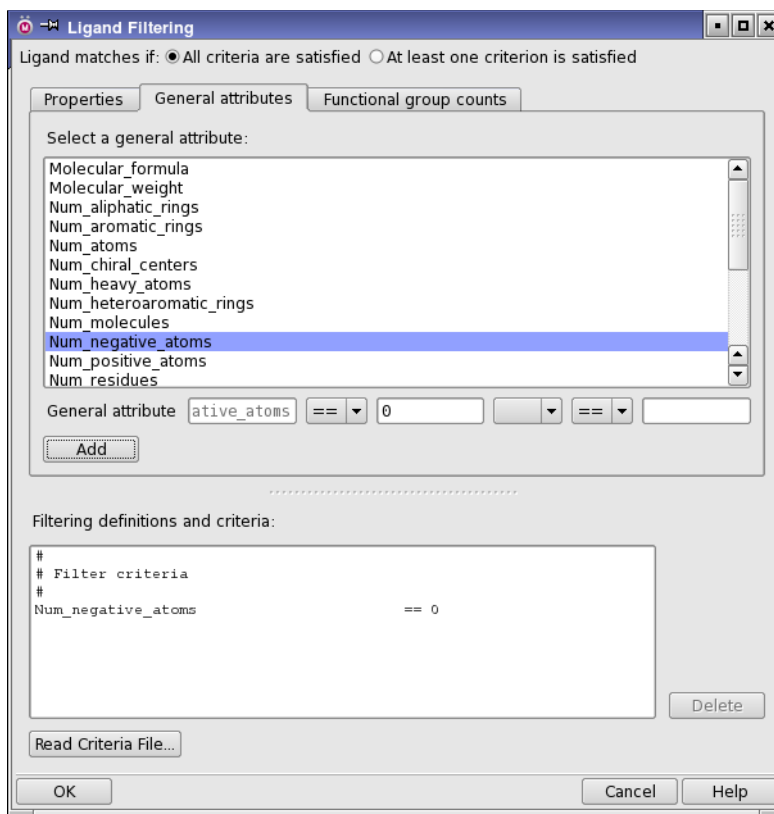 Ligand Filtering
Ligand matches if: All criteria are satisfied At least one criterion is satisfied
Properties General attributes Functional group counts
Select a general attribute:
Molecular_formula
Molecular_weight
Num_aliphatic_rings
Num_aromatic_rings
Num_atoms
Num_chiral_centers
Num_heavy_atoms
Num_heteroaromatic_rings
Num_molecules
Num_negative_atoms
Num_positive_atoms
Num_residues
General attribute ative_atoms == 0 ==
Add
Filtering definitions and criteria:
#
# Filter criteria
#
Num_negative_atoms == 0
Delete
Read Criteria File...
OK Cancel Help